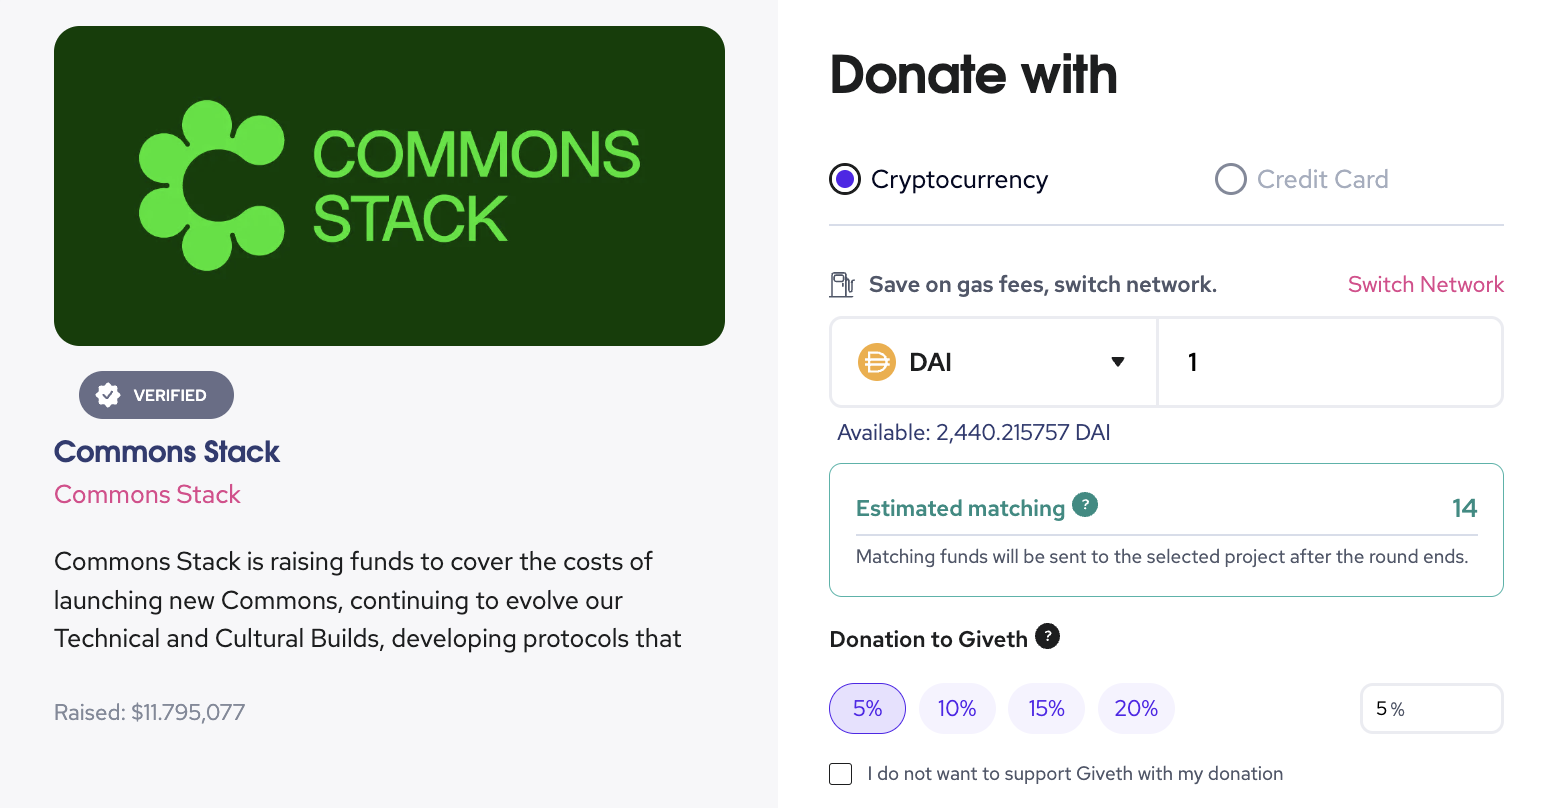 COMMONS
STACK
VERIFIED
Commons Stack
Commons Stack
Commons Stack is raising funds to cover the costs of
launching new Commons, continuing to evolve our
Technical and Cultural Builds, developing protocols that
Raised: $11.795,077
Donate with
Cryptocurrency
Credit Card
Save on gas fees, switch network.
Switch Network
DAI
1
Available: 2,440.215757 DAI
Estimated matching ?
14
Matching funds will be sent to the selected project after the round ends.
Donation to Giveth ?
5% 10% 15% 20%
5 %
I do not want to support Giveth with my donation